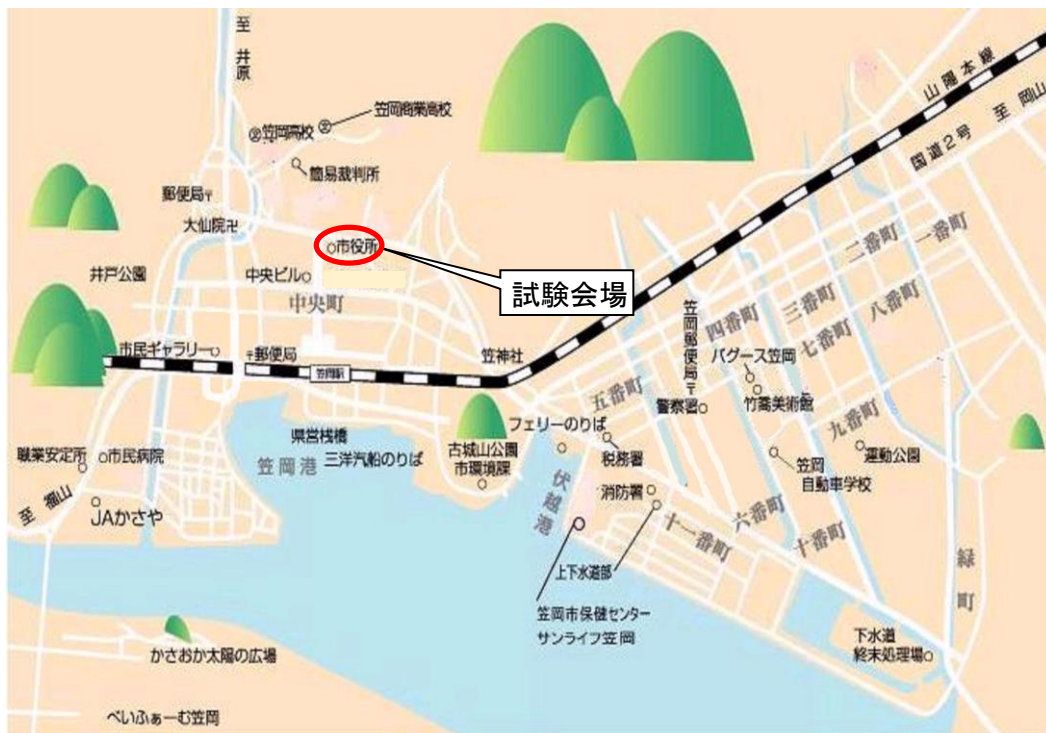 至 井原
笠岡商業高校
文笠岡高校
文
簡易裁判所
郵便局〒
大仙院卍
市役所
試験会場
井戸公園
中央ビル
中央町
市民ギャラリー
〒郵便局
笠岡駅
笠神社
山陽本線
国道2号 至 岡山
一番町
二番町
三番町
四番町
五番町
八番町
七番町
九番町
笠岡郵便局〒
バグース笠岡
竹喬美術館
警察署
フェリーのりば
税務署
消防署
笠岡
自動車学校
運動公園
県営桟橋
三洋汽船のりば
笠岡港
古城山公園
市環境課
伏越港
職業安定所
市民病院
至 福山
JAかさや
十一番町
六番町
十番町
緑町
上下水道部
笠岡市保健センター
サンライフ笠岡
下水道
終末処理場
かさおか太陽の広場
べいふぁーむ笠岡